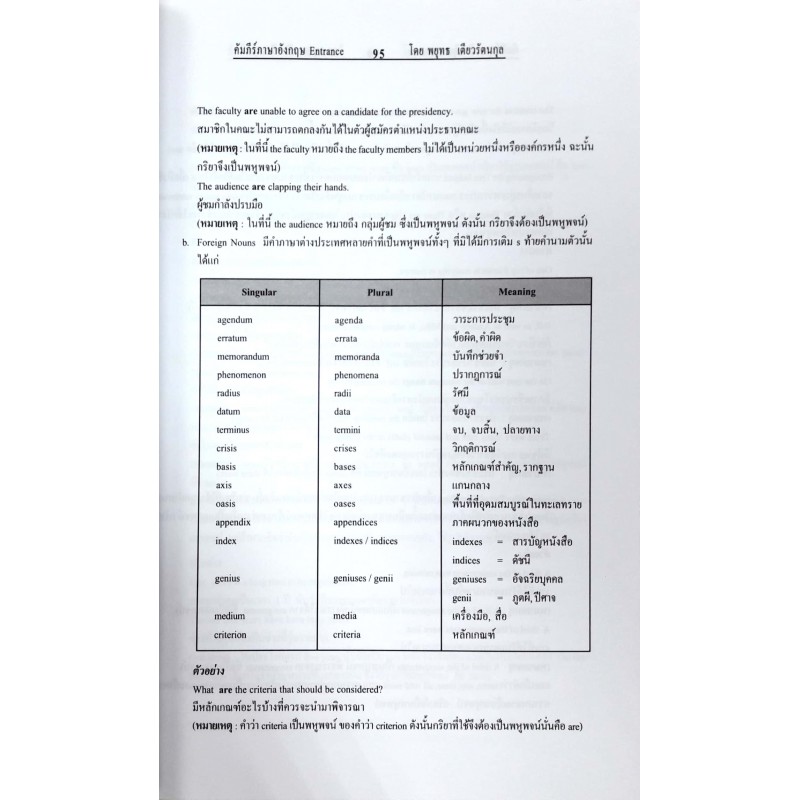 คัมภีร์ภาษาอังกฤษ Entrance 95 โดย พยุทธ เดียวรัตนกุล
The faculty are unable to agree on a candidate for the presidency.
สมาชิกในคณะไม่สามารถตกลงกันได้ในตัวผู้สมัครตำแหน่งประธานคณะ
(หมายเหตุ : ในที่นี้ the faculty หมายถึง the faculty members ไม่ได้เป็นหน่วยหนึ่งหรือองค์กรหนึ่ง ฉะนั้น
กริยาจึงเป็นพหูพจน์)
The audience are clapping their hands.
ผู้ชมกำลังปรบมือ
(หมายเหตุ : ในที่นี้ the audience หมายถึง กลุ่มผู้ชม ซึ่งเป็นพหูพจน์ ดังนั้น กริยาจึงต้องเป็นพหูพจน์)
b. Foreign Nouns มีคำภาษาต่างประเทศหลายคำที่เป็นพหูพจน์ทั้งๆ ที่มิได้มีการเติม s ท้ายคำนามตัวนั้น
ได้แก่
Singular Plural Meaning
agendum agenda วาระการประชุม
erratum errata ข้อผิด, คำผิด
memorandum memoranda บันทึกช่วยจำ
phenomenon phenomena ปรากฏการณ์
radius radii รัศมี
datum data ข้อมูล
terminus termini จบ, จบสิ้น, ปลายทาง
crisis crises วิกฤติการณ์
basis bases หลักเกณฑ์สำคัญ, รากฐาน
axis axes แกนกลาง
oasis oases พื้นที่ที่อุดมสมบูรณ์ในทะเลทราย
appendix appendices ภาคผนวกของหนังสือ
index indexes / indices indexes = สารบัญหนังสือ
indices = ดัชนี
genius geniuses / genii geniuses = อัจฉริยบุคคล
genii = ภูตผี, ปีศาจ
medium media เครื่องมือ, สื่อ
criterion criteria หลักเกณฑ์
ตัวอย่าง
What are the criteria that should be considered?
มีหลักเกณฑ์อะไรบ้างที่ควรจะนำมาพิจารณา
(หมายเหตุ : คำว่า criteria เป็นพหูพจน์ ของคำว่า criterion ดังนั้นกริยาที่ใช้จึงต้องเป็นพหูพจน์นั่นคือ are)